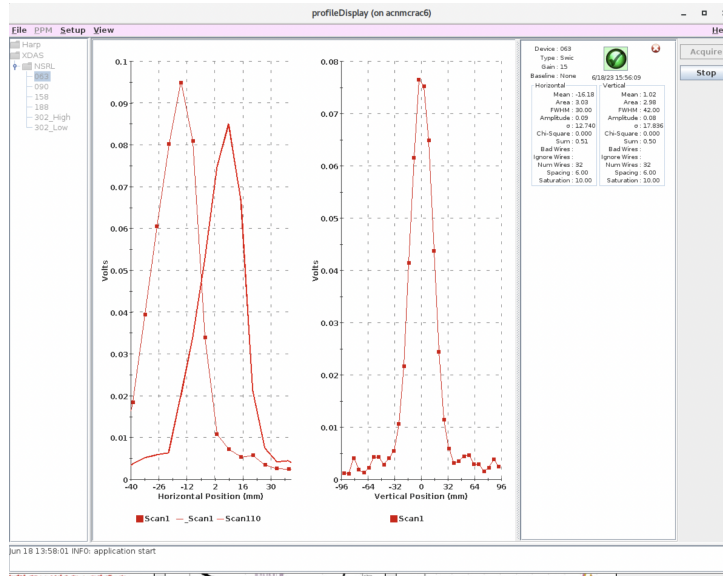 profileDisplay (on acnmcrac6)
File PPM Setup View
Harp
XDAS
NSRL
063
090
158
188
302_High
302_Low
0.1
0.09
0.08
0.07
0.06
0.05
0.04
0.03
0.02
0.01
0
Volts
-40 -26 -12 2 16 30
Horizontal Position (mm)
Scan1 _Scan1 Scan110
0.08
0.07
0.06
0.05
0.04
0.03
0.02
0.01
0
Volts
-96 -64 -32 0 32 64 96
Vertical Position (mm)
Scan1
Device : 063
Type : Swic
Gain : 15
Baseline : None
6/18/23 15:56:09
Horizontal
Mean : -16.18
Area : 3.03
FWHM : 30.00
Amplitude : 0.09
σ : 12.740
Chi-Square : 0.000
Sum : 0.51
Bad Wires :
Ignore Wires :
Num Wires : 32
Spacing : 6.00
Saturation : 10.00
Vertical
Mean : 1.02
Area : 2.98
FWHM : 42.00
Amplitude : 0.08
σ : 17.836
Chi-Square : 0.000
Sum : 0.50
Bad Wires :
Ignore Wires :
Num Wires : 32
Spacing : 6.00
Saturation : 10.00
Acquire
Stop
Jun 18 13:58:01 INFO: application start